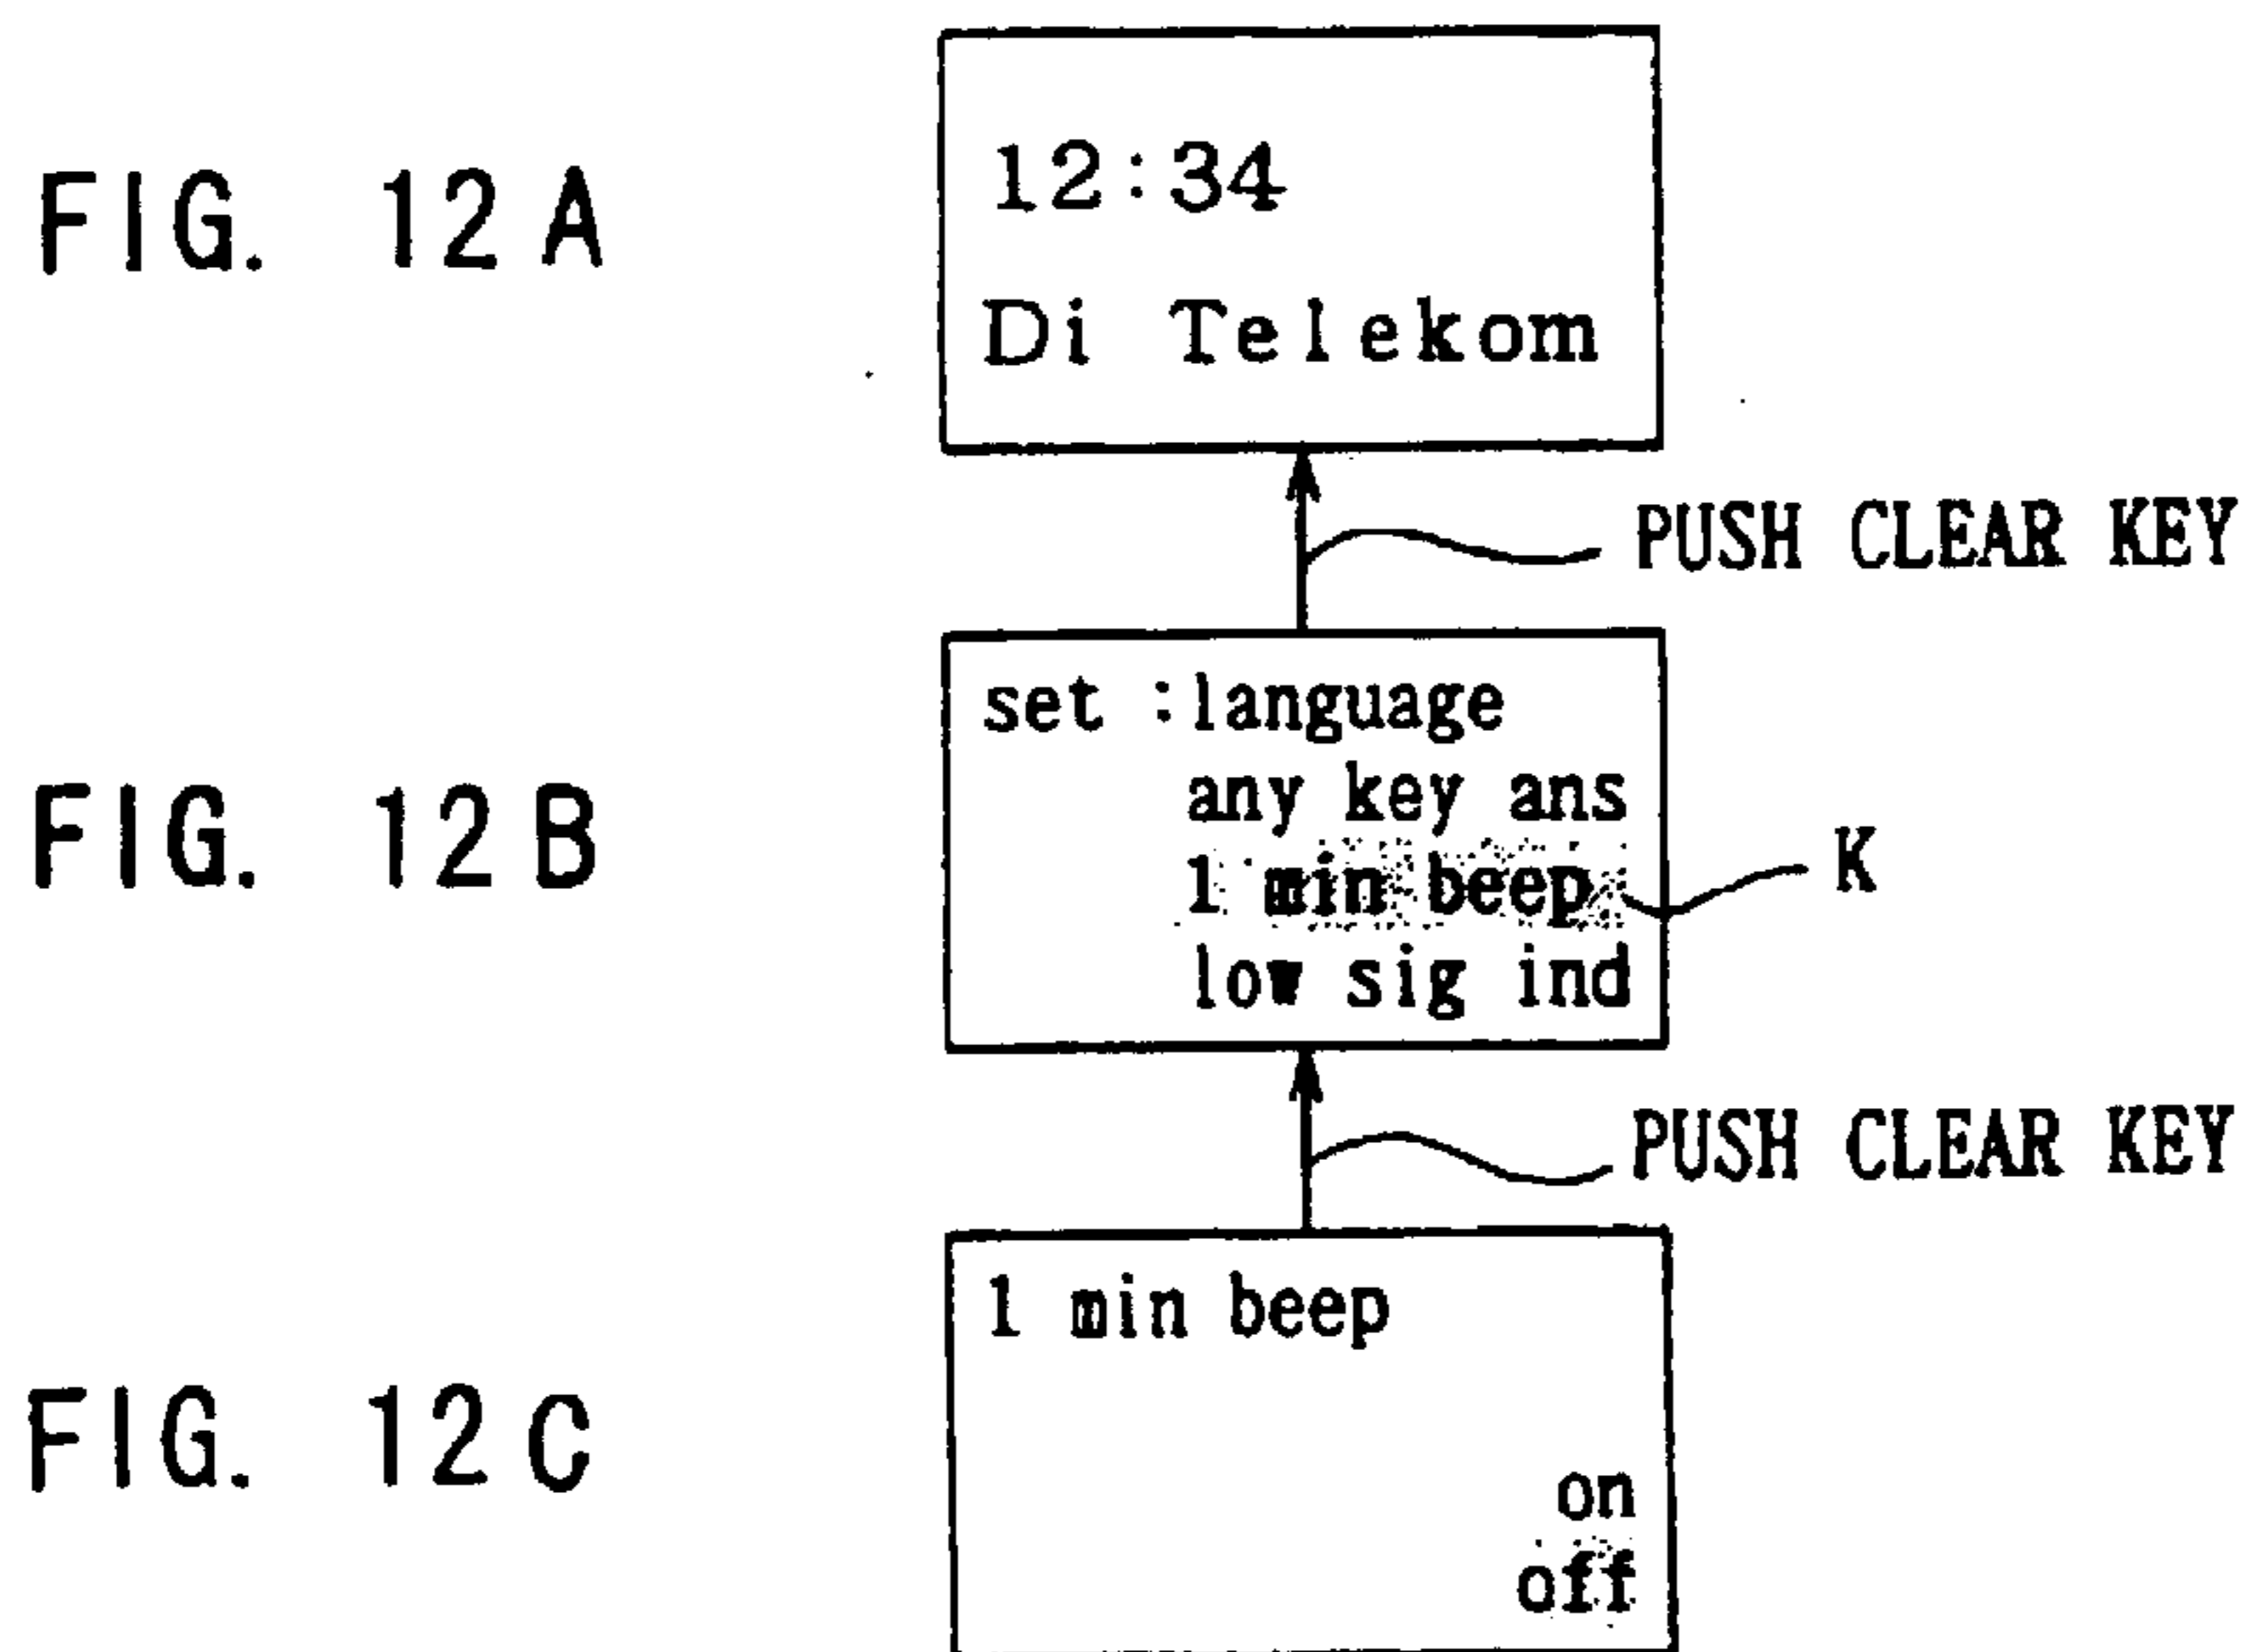 FIG. 12A
12:34
Di Telekom
PUSH CLEAR KEY
FIG. 12B
set :language
any key ans
1 min beep
low sig ind
K
PUSH CLEAR KEY
FIG. 12C
1 min beep
on
off